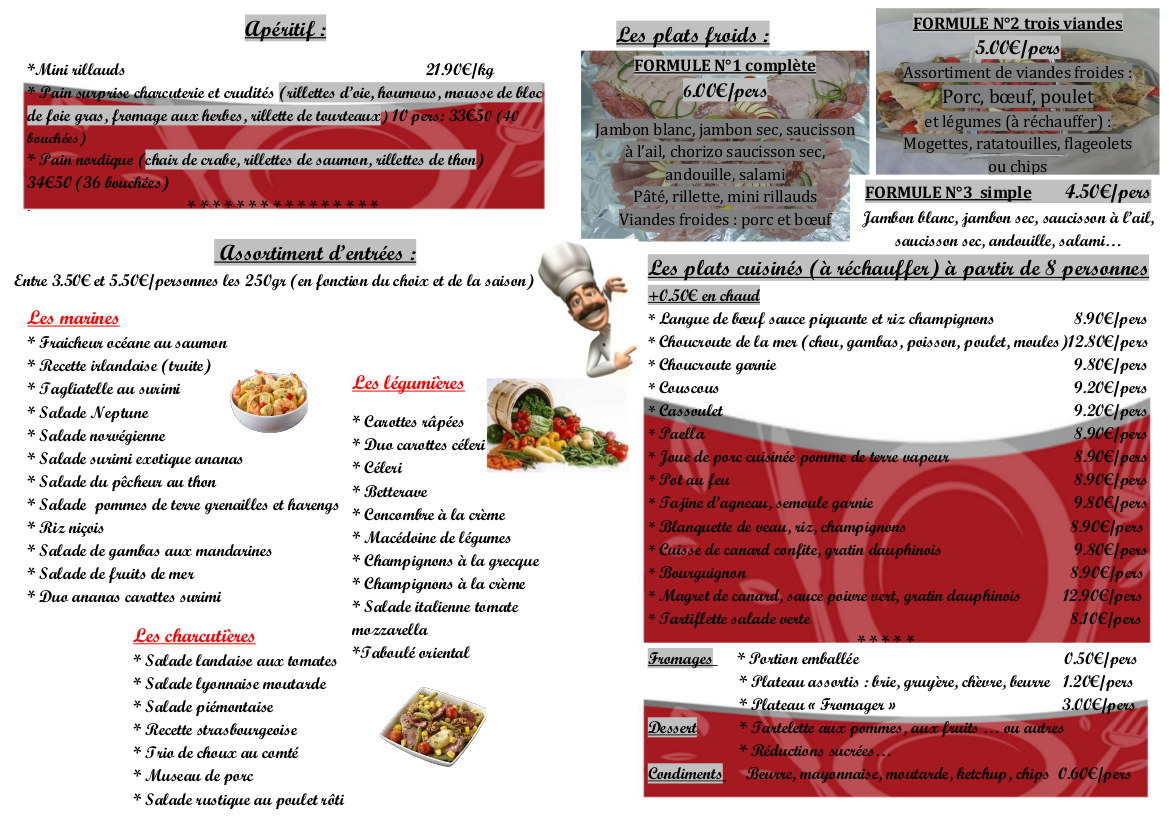 Apéritif :
*Mini rillauds 21.90€/kg
* Pain surprise charcuterie et crudités (rillettes d'oie, houmous, mousse de bloc
de foie gras, fromage aux herbes, rillette de tourteaux) 10 pers: 33€50 (40
bouchées)
* Pain nordique (chair de crabe, rillettes de saumon, rillettes de thon)
34€50 (36 bouchées)
* * * * * * * * * * * * * * * *
.
Assortiment d'entrées :
Entre 3.50€ et 5.50€/personnes les 250gr (en fonction du choix et de la saison)
Les marines
* Fraicheur océane au saumon
* Recette irlandaise (truite)
* Tagliatelle au surimi
* Salade Neptune
* Salade norvégienne
* Salade surimi exotique ananas
* Salade du pêcheur au thon
* Salade pommes de terre grenailles et harengs
* Riz niçois
* Salade de gambas aux mandarines
* Salade de fruits de mer
* Duo ananas carottes surimi
Les légumières
* Carottes râpées
* Duo carottes céleri
* Céleri
* Betterave
* Concombre à la crème
* Macédoine de légumes
* Champignons à la grecque
* Champignons à la crème
* Salade italienne tomate
mozzarella
*Taboulé oriental
Les charcutières
* Salade landaise aux tomates
* Salade lyonnaise moutarde
* Salade piémontaise
* Recette strasbourgeoise
* Trio de choux au comté
* Museau de porc
* Salade rustique au poulet rôti
Les plats froids :
FORMULE N°1 complète
6.00€/pers
Jambon blanc, jambon sec, saucisson
à l'ail, chorizo saucisson sec,
andouille, salami
Pâté, rillette, mini rillauds
Viandes froides : porc et bœuf
FORMULE N°2 trois viandes
5.00€/pers
Assortiment de viandes froides :
Porc, bœuf, poulet
et légumes (à réchauffer) :
Mogettes, ratatouilles, flageolets
ou chips
FORMULE N°3 simple 4.50€/pers
Jambon blanc, jambon sec, saucisson à l'ail,
saucisson sec, andouille, salami…
Les plats cuisinés (à réchauffer) à partir de 8 personnes
+0.50€ en chaud
* Langue de bœuf sauce piquante et riz champignons 8.90€/pers
* Choucroute de la mer (chou, gambas, poisson, poulet, moules)12.80€/pers
* Choucroute garnie 9.80€/pers
* Couscous 9.20€/pers
* Cassoulet 9.20€/pers
* Paella 8.90€/pers
* Joue de porc cuisinée pomme de terre vapeur 8.90€/pers
* Pot au feu 8.90€/pers
* Tajine d'agneau, semoule garnie 9.80€/pers
* Blanquette de veau, riz, champignons 8.90€/pers
* Cuisse de canard confite, gratin dauphinois 9.80€/pers
* Bourguignon 8.90€/pers
* Magret de canard, sauce poivre vert, gratin dauphinois 12.90€/pers
* Tartiflette salade verte 8.10€/pers
* * * * *
Fromages * Portion emballée 0.50€/pers
* Plateau assortis : brie, gruyère, chèvre, beurre 1.20€/pers
* Plateau « Fromager » 3.00€/pers
Dessert * Tartelette aux pommes, aux fruits … ou autres
* Réductions sucrées…
Condiments Beurre, mayonnaise, moutarde, ketchup, chips 0.60€/pers